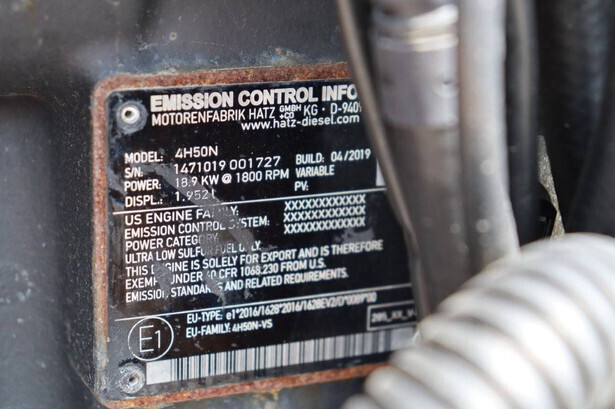 EMISSION CONTROL INFO
MOTORENFABRIK HATZ GMBH +CO KG · D-9409
www.hatz-diesel.com
MODEL: 4H50N
S/N: 1471019 001727 BUILD: 04/2019
POWER: 18.9 KW @ 1800 RPM VARIABLE
DISPL.: 1.952 l PV:
US ENGINE FAMILY: XXXXXXXXXXXX
EMISSION CONTROL SYSTEM: XXXXXXXXXXXX
POWER CATEGORY XXXXXXXXXXXX
ULTRA LOW SULFUR FUEL ONLY
THIS ENGINE IS SOLELY FOR EXPORT AND IS THEREFORE
EXEMPT UNDER 40 CFR 1068.230 FROM U.S.
EMISSION STANDARDS AND RELATED REQUIREMENTS.
E1
EU-TYPE: e1*2016/1628*2016/1628EV2/D*0089*00
EU-FAMILY: 4H50N-VS